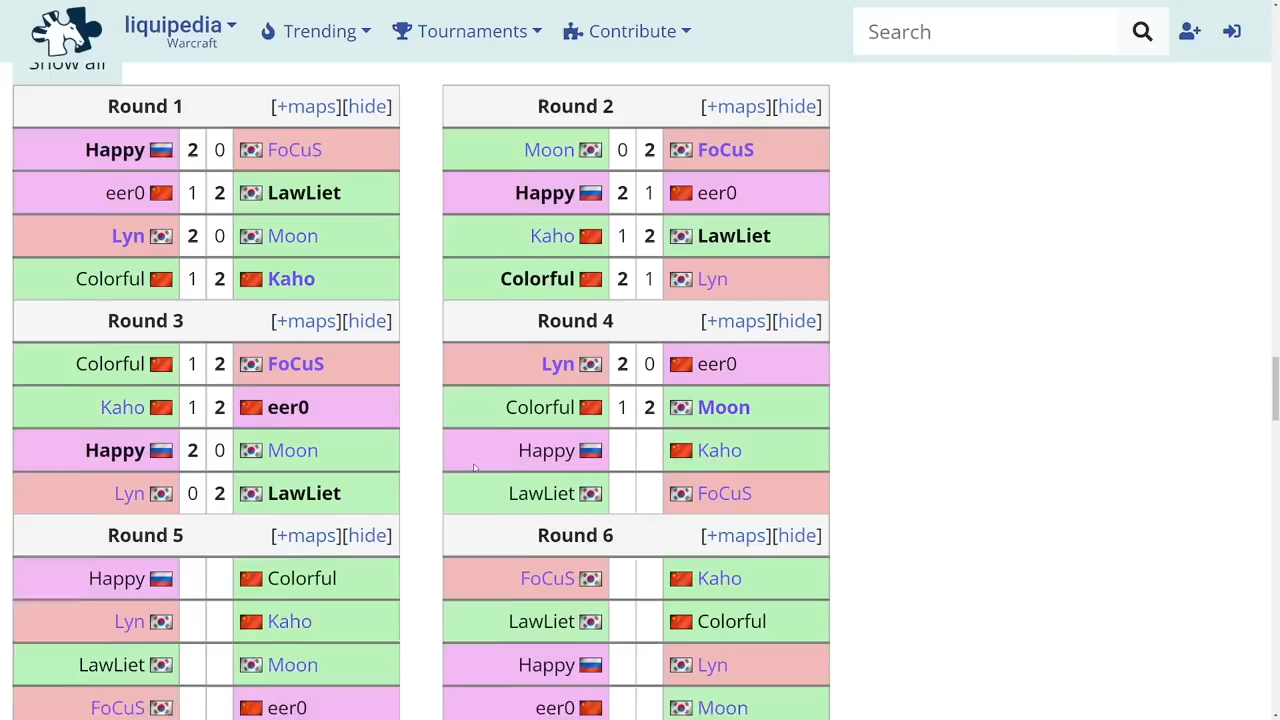 liquipedia
Warcraft
Trending
Tournaments
Contribute
Search
Show all
Round 1 [+maps][hide]
Happy 2 0 FoCuS
eer0 1 2 LawLiet
Lyn 2 0 Moon
Colorful 1 2 Kaho
Round 2 [+maps][hide]
Moon 0 2 FoCuS
Happy 2 1 eer0
Kaho 1 2 LawLiet
Colorful 2 1 Lyn
Round 3 [+maps][hide]
Colorful 1 2 FoCuS
Kaho 1 2 eer0
Happy 2 0 Moon
Lyn 0 2 LawLiet
Round 4 [+maps][hide]
Lyn 2 0 eer0
Colorful 1 2 Moon
Happy Kaho
LawLiet FoCuS
Round 5 [+maps][hide]
Happy Colorful
Lyn Kaho
LawLiet Moon
FoCuS eer0
Round 6 [+maps][hide]
FoCuS Kaho
LawLiet Colorful
Happy Lyn
eer0 Moon